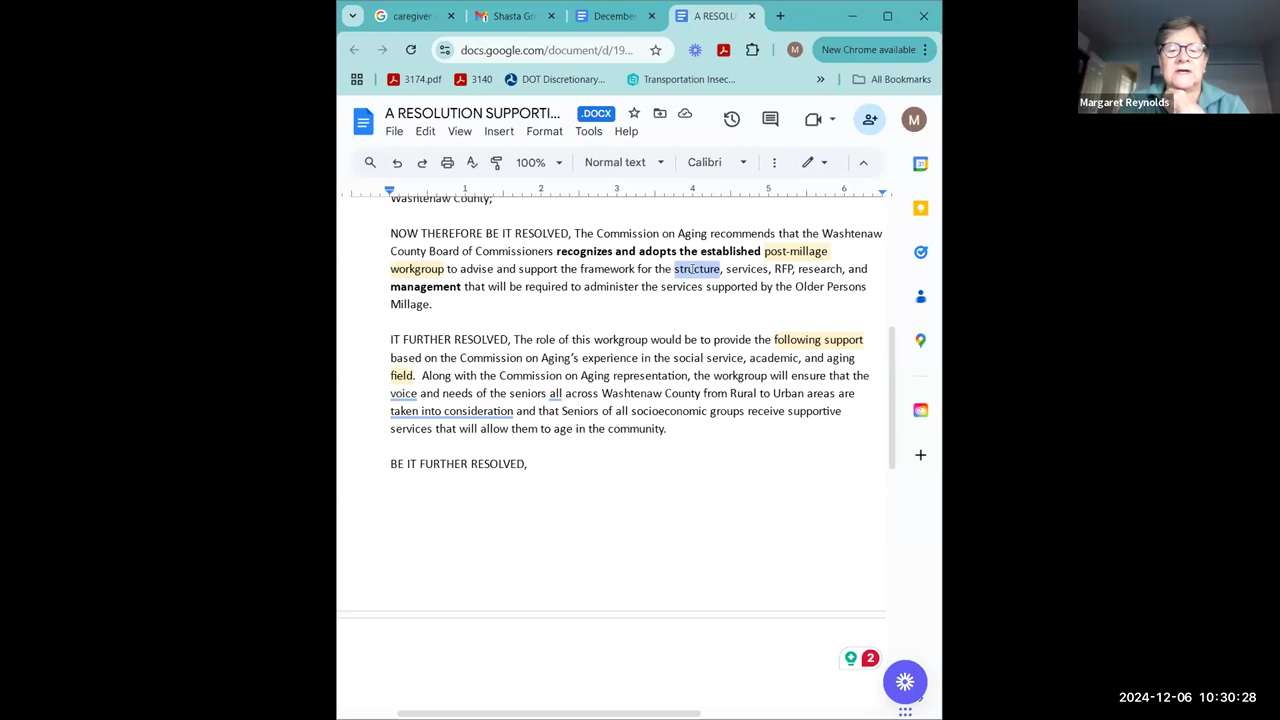 caregiver
Shasta Gri
December
A RESOLU
docs.google.com/document/d/19...
M
New Chrome available
3174.pdf
3140
DOT Discretionary...
Transportation Insec...
»
All Bookmarks
Margaret Reynolds
A RESOLUTION SUPPORTI... .DOCX
M
File Edit View Insert Format Tools Help
100% Normal text Calibri
1 2 3 4 5 6
Washtenaw County;
NOW THEREFORE BE IT RESOLVED, The Commission on Aging recommends that the Washtenaw
County Board of Commissioners recognizes and adopts the established post-millage
workgroup to advise and support the framework for the structure, services, RFP, research, and
management that will be required to administer the services supported by the Older Persons
Millage.
IT FURTHER RESOLVED, The role of this workgroup would be to provide the following support
based on the Commission on Aging’s experience in the social service, academic, and aging
field. Along with the Commission on Aging representation, the workgroup will ensure that the
voice and needs of the seniors all across Washtenaw County from Rural to Urban areas are
taken into consideration and that Seniors of all socioeconomic groups receive supportive
services that will allow them to age in the community.
BE IT FURTHER RESOLVED,
2
2024-12-06 10:30:28